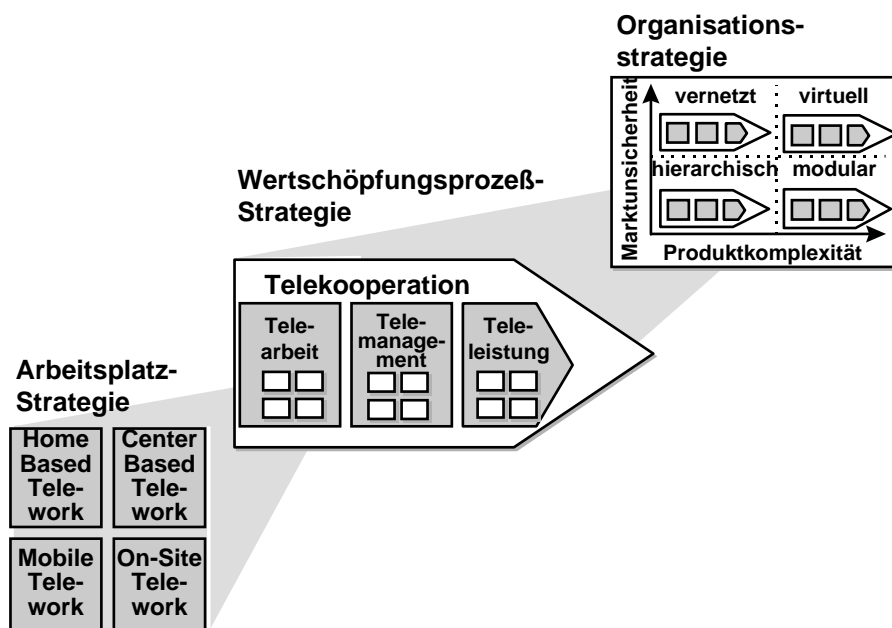 Organisations-
strategie
Marktunsicherheit
vernetzt virtuell
hierarchisch modular
Produktkomplexität
Wertschöpfungsprozeß-
Strategie
Telekooperation
Tele-
arbeit
Tele-
manage-
ment
Tele-
leistung
Arbeitsplatz-
Strategie
Home
Based
Tele-
work
Center
Based
Tele-
work
Mobile
Tele-
work
On-Site
Tele-
work